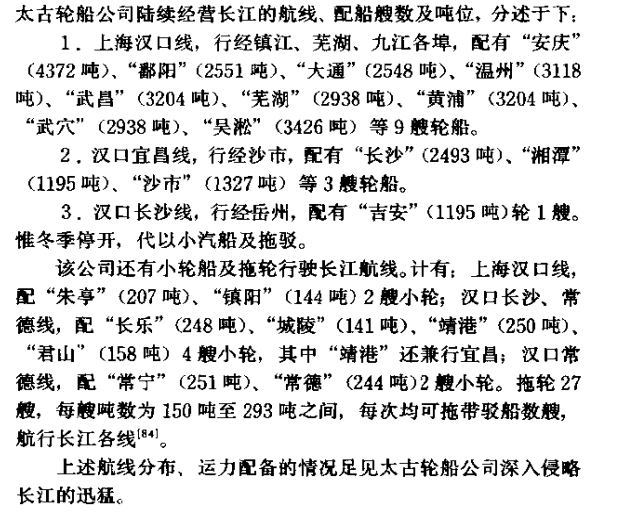 太古轮船公司陆续经营长江的航线、配船艘数及吨位，分述于下：
1．上海汉口线，行经镇江、芜湖、九江各埠，配有“安庆”
（4372 吨）、“鄱阳”（2551 吨）、“大通”（2548 吨）、“温州”（3118
吨）、“武昌”（3204 吨）、“芜湖”（2938 吨）、“黄浦”（3204 吨）、
“武穴”（2938 吨）、“吴淞”（3426 吨）等 9 艘轮船。
2．汉口宜昌线，行经沙市，配有“长沙”（2493 吨）、“湘潭”
（1195 吨）、“沙市”（1327 吨）等 3 艘轮船。
3．汉口长沙线，行经岳州，配有“吉安”（1195 吨）轮 1 艘。
惟冬季停开，代以小汽船及拖驳。
该公司还有小轮船及拖轮行驶长江航线。计有：上海汉口线，
配“朱亭”（207 吨）、“镇阳”（144 吨）2 艘小轮；汉口长沙、常
德线，配“长乐”（248 吨）、“城陵”（141 吨）、“靖港”（250 吨）、
“君山”（158 吨）4 艘小轮，其中“靖港”还兼行宜昌；汉口常
德线，配“常宁”（251 吨）、“常德”（244 吨）2 艘小轮。拖轮 27
艘，每艘吨数为 150 吨至 293 吨之间，每次均可拖带驳船数艘，
航行长江各线[84]。
上述航线分布、运力配备的情况足见太古轮船公司深入侵略
长江的迅猛。